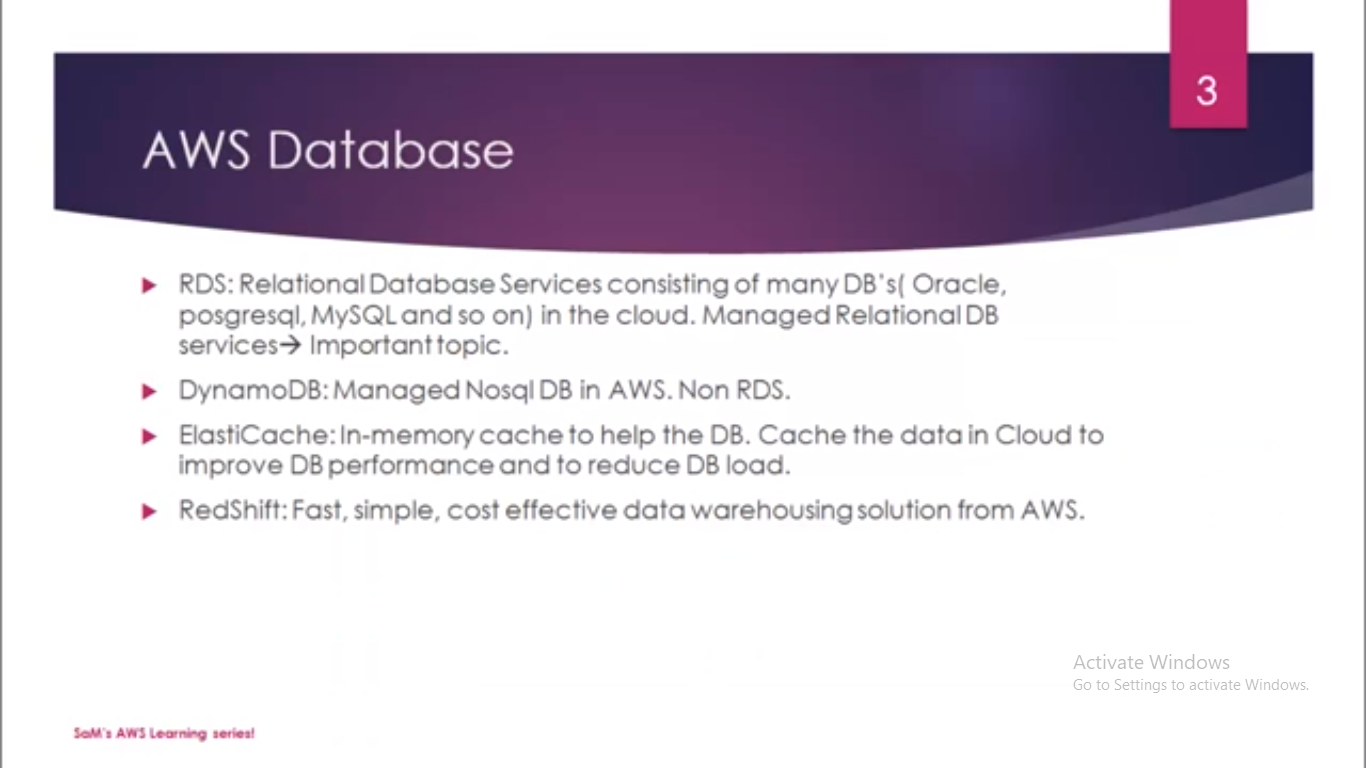 3
AWS Database
► RDS: Relational Database Services consisting of many DB's( Oracle,
posgresql, MySQL and so on) in the cloud. Managed Relational DB
services→ Important topic.
► DynamoDB: Managed Nosql DB in AWS. Non RDS.
► ElastiCache: In-memory cache to help the DB. Cache the data in Cloud to
improve DB performance and to reduce DB load.
► RedShift: Fast, simple, cost effective data warehousing solution from AWS.
Activate Windows
Go to Settings to activate Windows.
SaM's AWS Learning series!